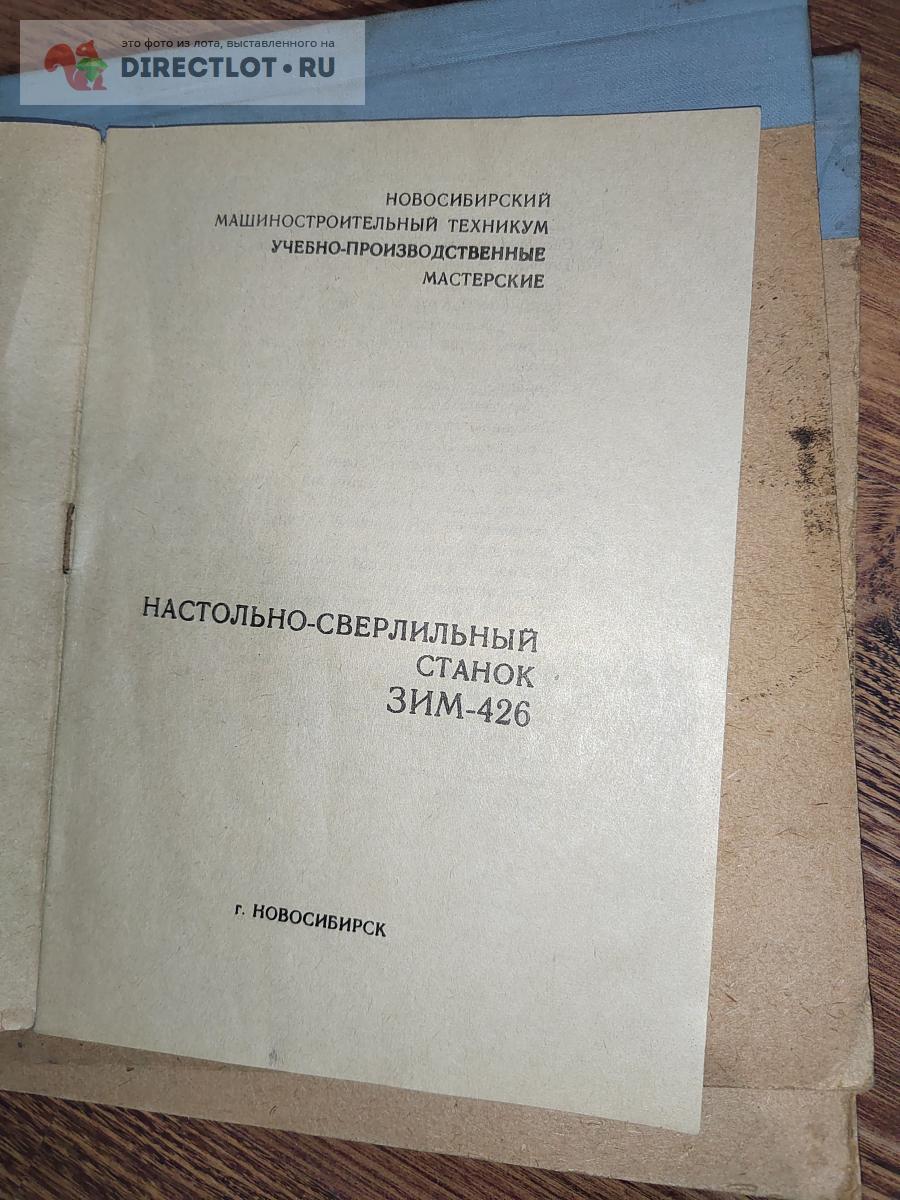 это фото из лота, выставленного на
DIRECTLOT•RU
НОВОСИБИРСКИЙ
МАШИНОСТРОИТЕЛЬНЫЙ ТЕХНИКУМ
УЧЕБНО-ПРОИЗВОДСТВЕННЫЕ
МАСТЕРСКИЕ
НАСТОЛЬНО-СВЕРЛИЛЬНЫЙ
СТАНОК
ЗИМ-426
г. НОВОСИБИРСК